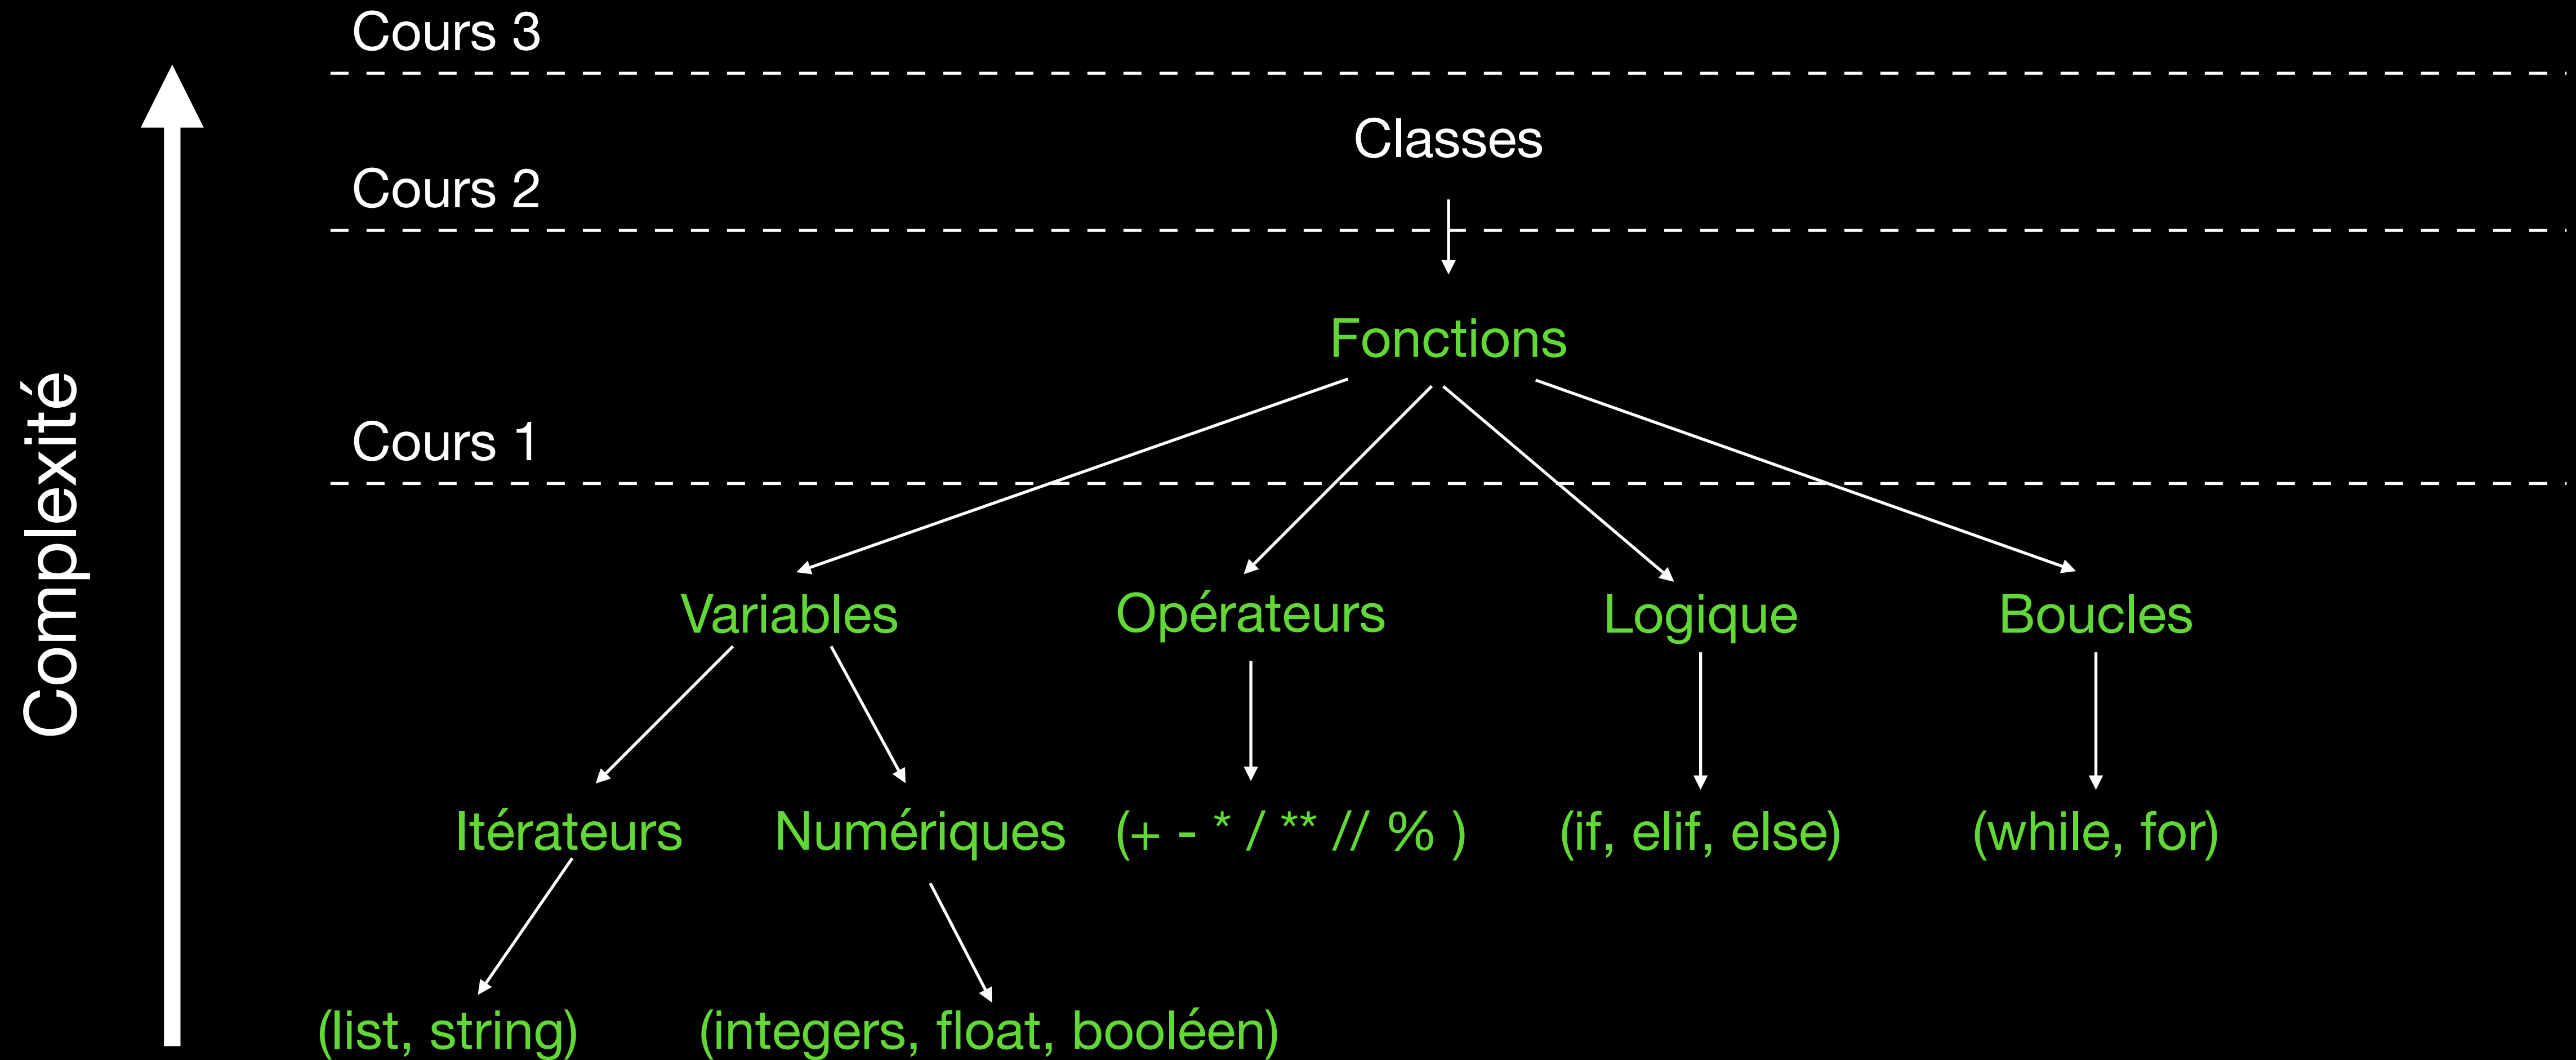 Cours 3
Classes
Cours 2
Fonctions
Cours 1
Complexité
Variables
Opérateurs
Logique
Boucles
Itérateurs
Numériques
(+ - * / ** // % )
(if, elif, else)
(while, for)
(list, string)
(integers, float, booléen)